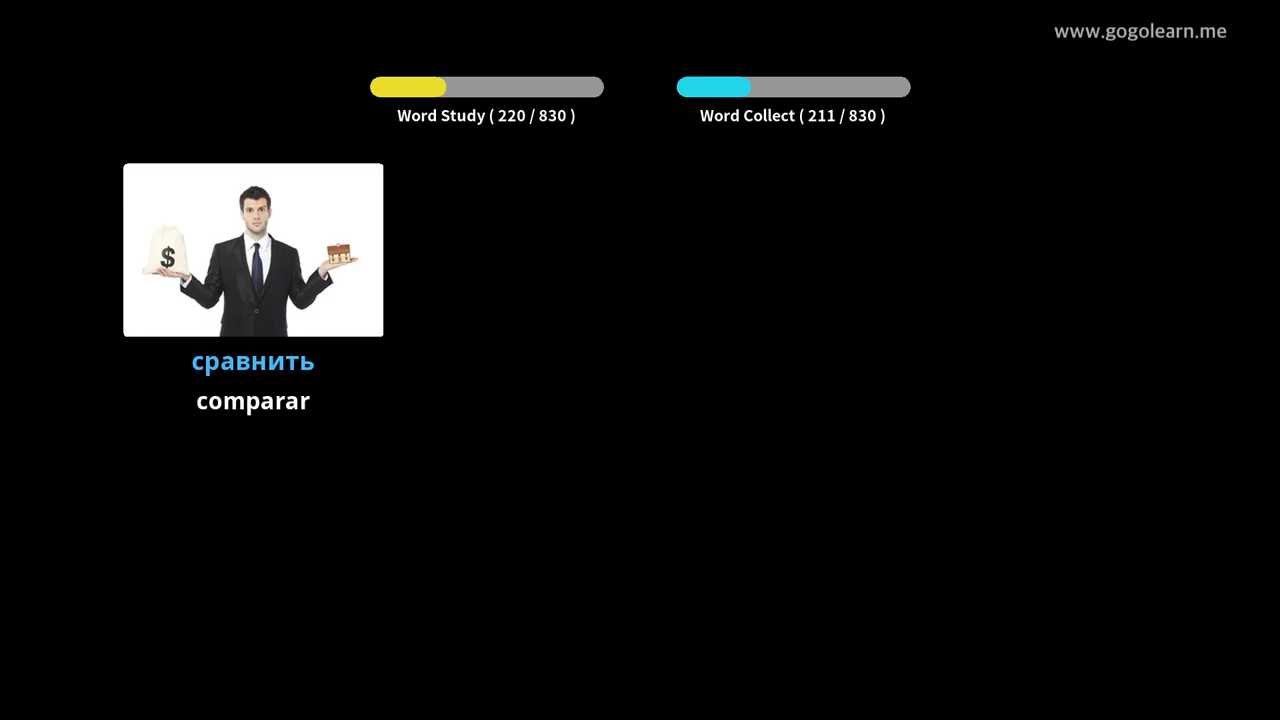 www.gogolearn.me
Word Study ( 220 / 830 )
Word Collect ( 211 / 830 )
$
сравнить
comparar